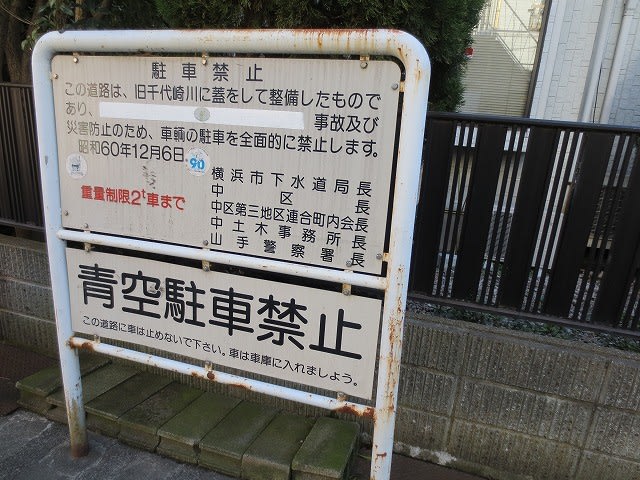 駐車禁止
この道路は、旧千代崎川に蓋をして整備したもので
あり、 事故及び
災害防止のため、車輌の駐車を全面的に禁止します。
昭和60年12月6日
重量制限2t車まで
横浜市下水道局長
中区長
中区第三地区連合町内会長
中土木事務所長
山手警察署長
青空駐車禁止
この道路に車は止めないで下さい。車は車庫に入れましょう。